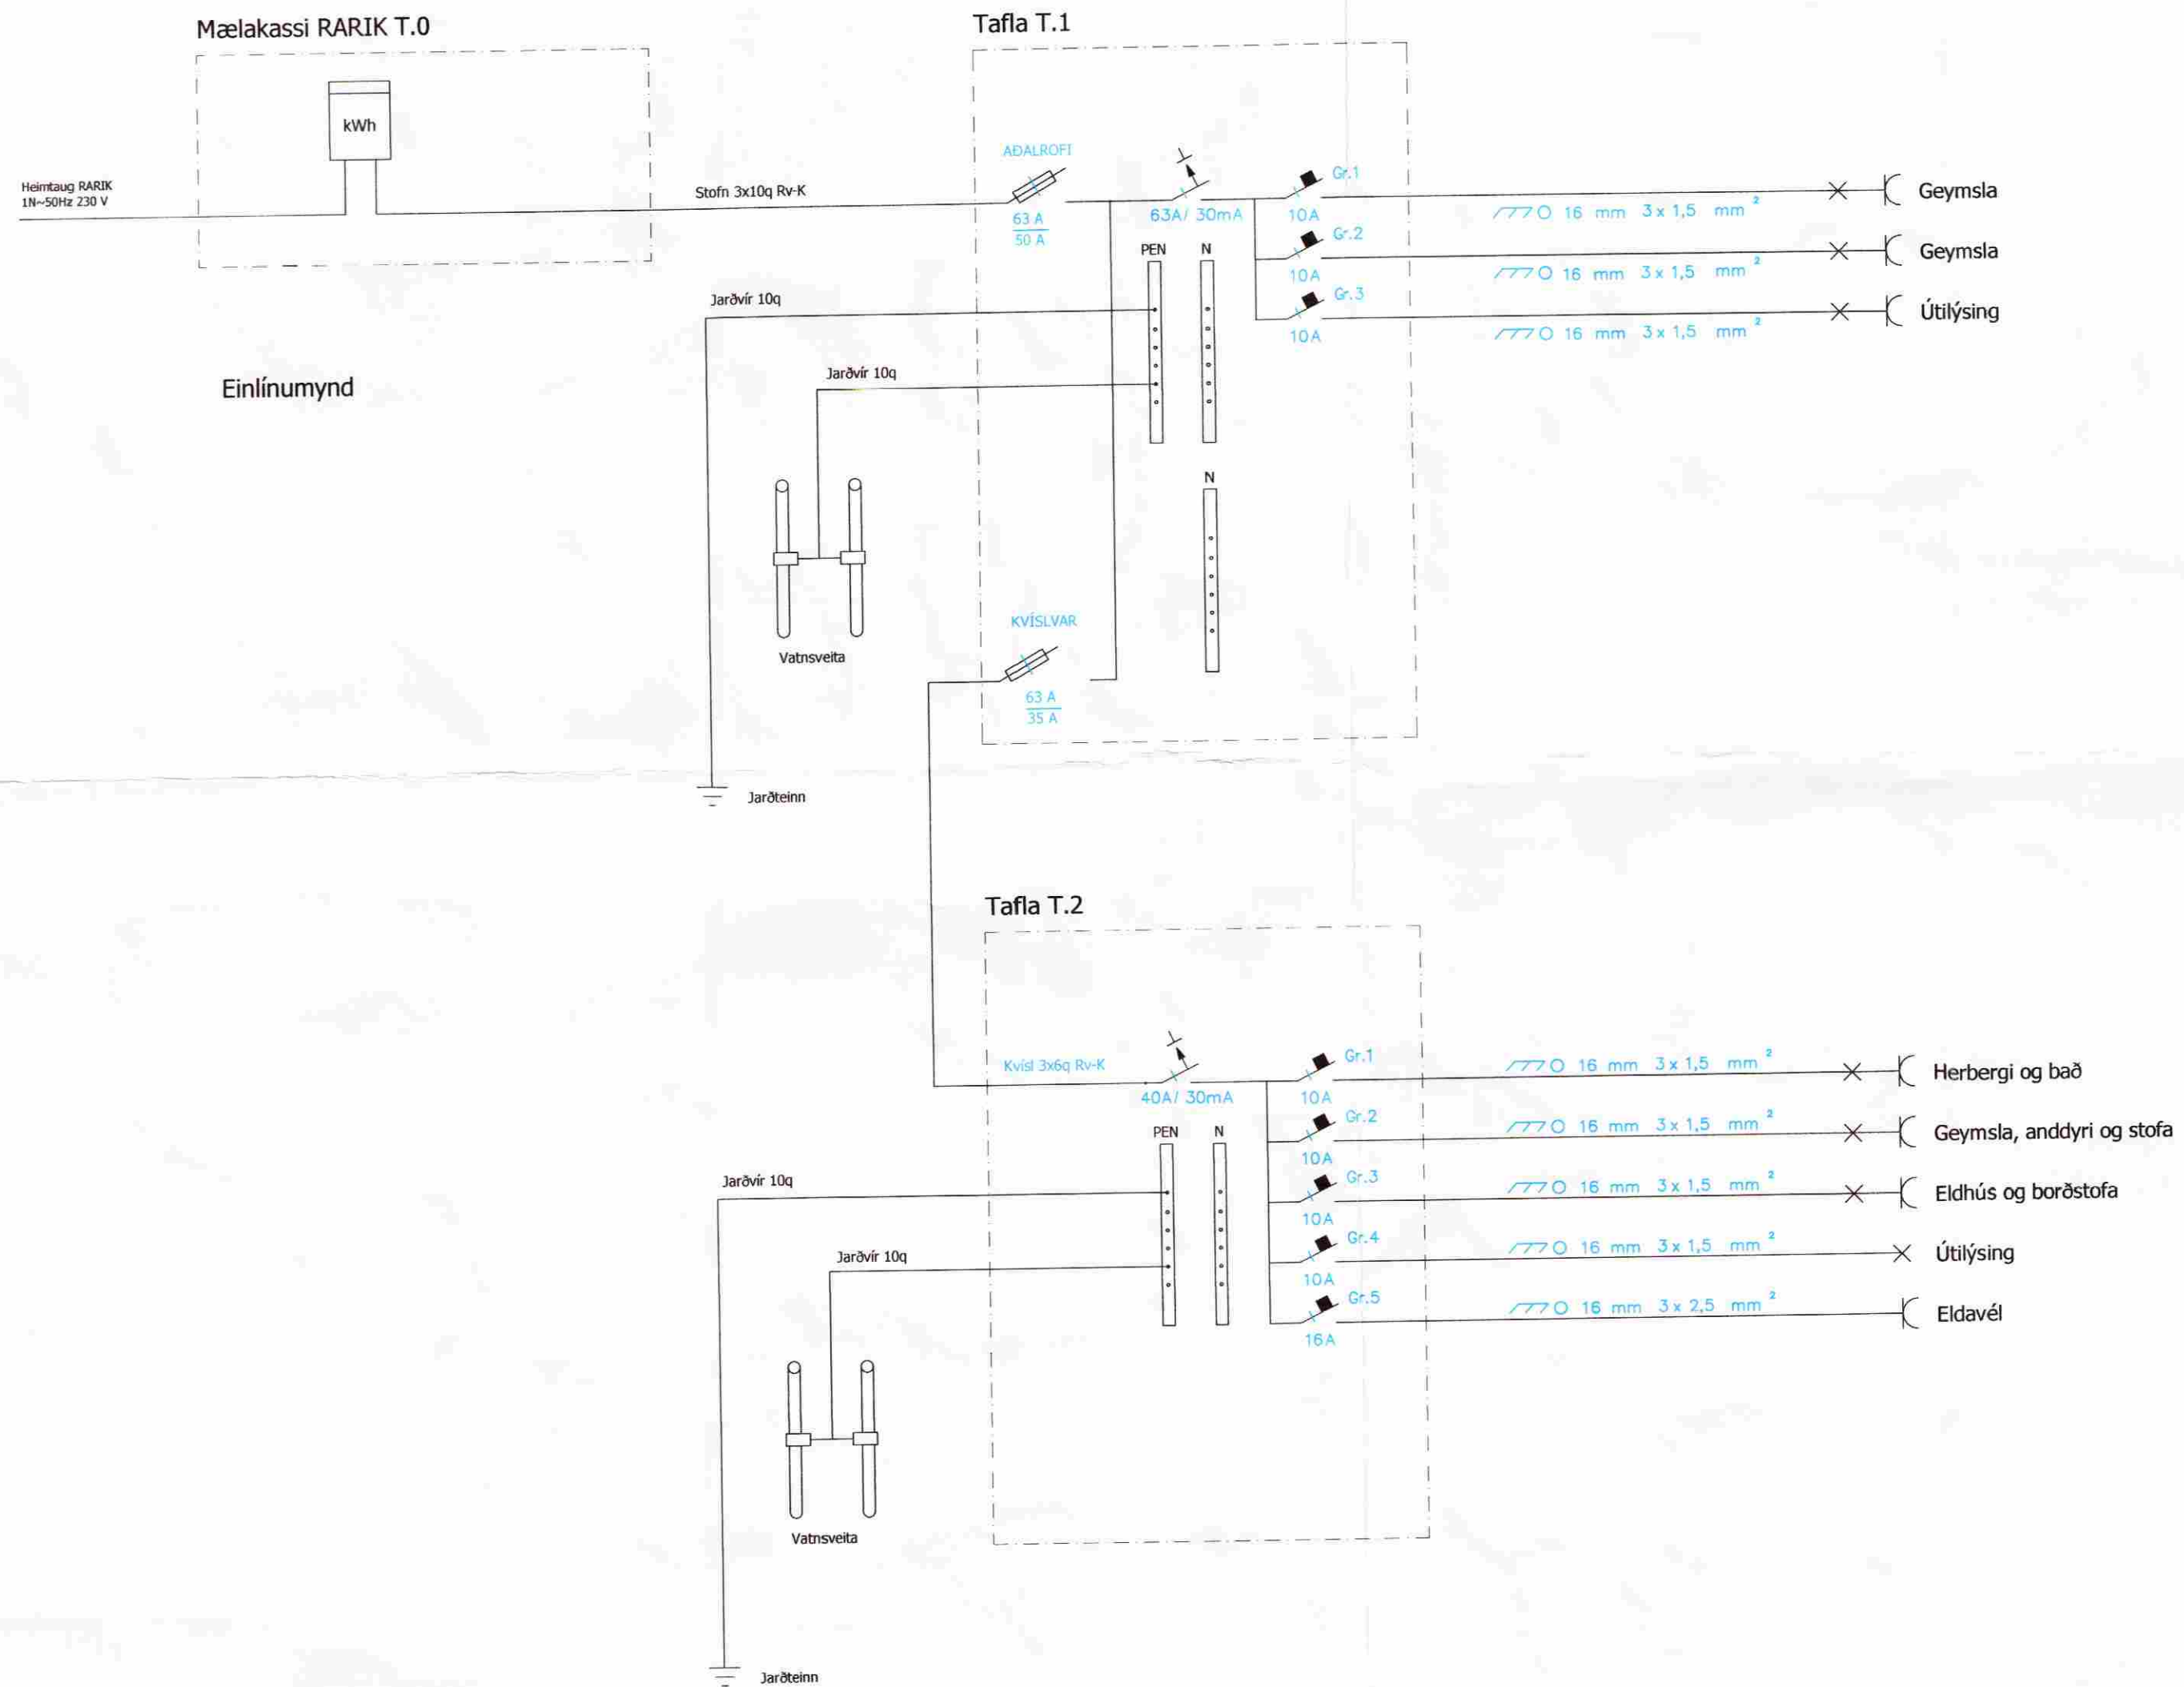 Mælakassi RARIK T.0
kWh
Heimtaug RARIK
1N~50Hz 230 V
Stofn 3x10q Rv-K
Einlínumynd
Tafla T.1
AÐALROFI
63 A
50 A
63A/ 30mA
Gr.1
10A
16 mm 3 x 1,5 mm ²
Geymsla
Gr.2
10A
16 mm 3 x 1,5 mm ²
Geymsla
Gr.3
10A
16 mm 3 x 1,5 mm ²
Útilýsing
PEN
N
Jarðvír 10q
Jarðvír 10q
N
Vatnsveita
KVÍSLVAR
63 A
35 A
Jarðteinn
Tafla T.2
Kvísl 3x6q Rv-K
40A/ 30mA
Gr.1
10A
16 mm 3 x 1,5 mm ²
Herbergi og bað
Gr.2
10A
16 mm 3 x 1,5 mm ²
Geymsla, anddyri og stofa
Gr.3
10A
16 mm 3 x 1,5 mm ²
Eldhús og borðstofa
Gr.4
10A
16 mm 3 x 1,5 mm ²
Útilýsing
Gr.5
16A
16 mm 3 x 2,5 mm ²
Eldavél
PEN
N
Jarðvír 10q
Jarðvír 10q
Vatnsveita
Jarðteinn